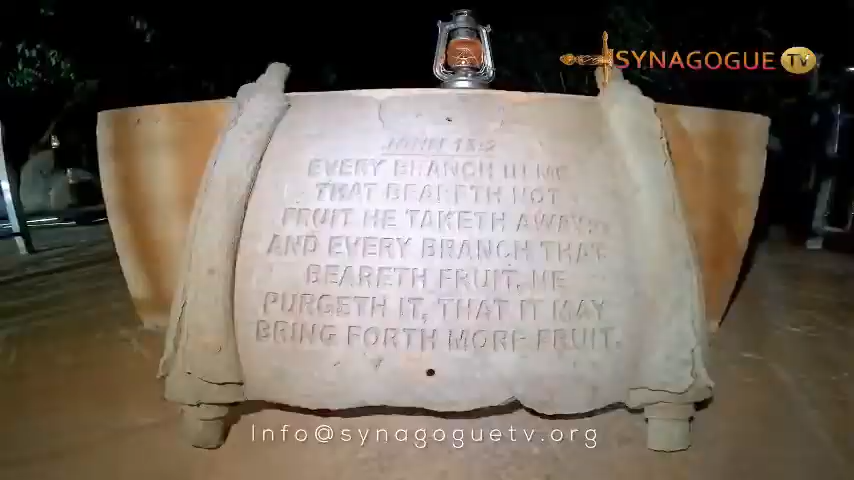 SYNAGOGUE TV
JOHN 15:2
EVERY BRANCH IN ME
THAT BEARETH NOT
FRUIT HE TAKETH AWAY:
AND EVERY BRANCH THAT
BEARETH FRUIT, HE
PURGETH IT, THAT IT MAY
BRING FORTH MORE FRUIT.
Info@synagoguetv.org